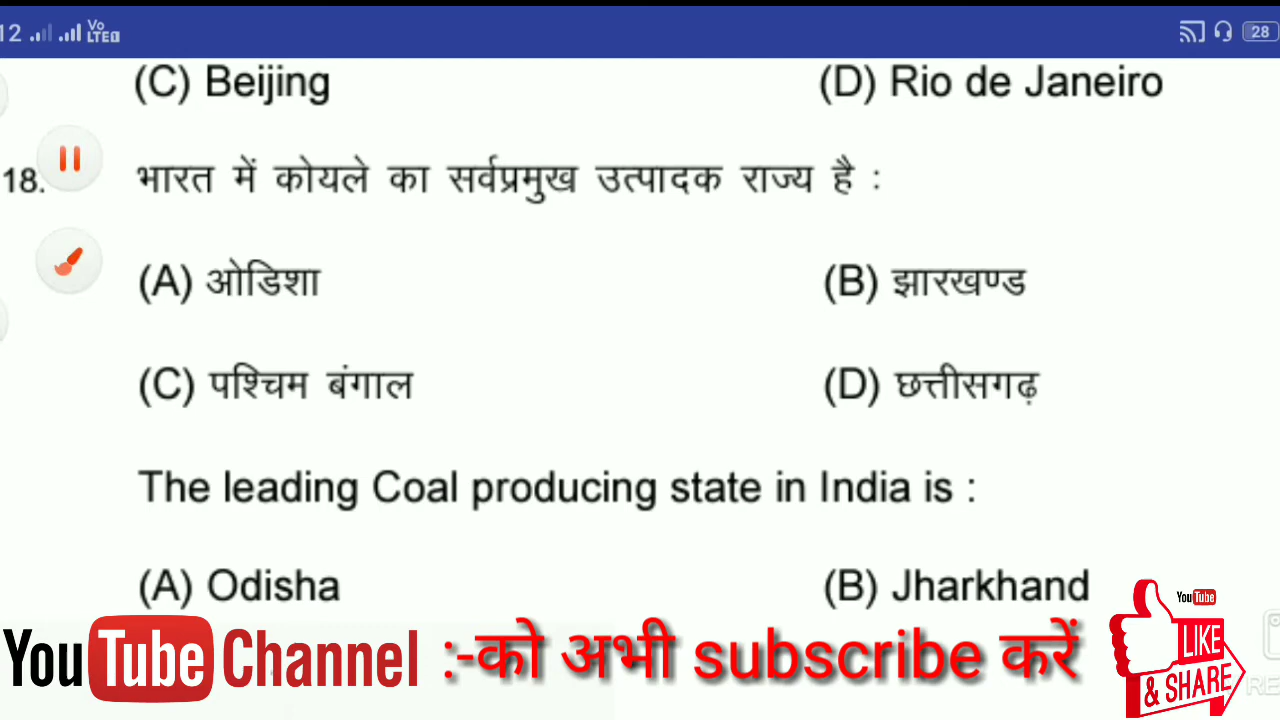 12 Vo LTE 28
(C) Beijing (D) Rio de Janeiro
18. भारत में कोयले का सर्वप्रमुख उत्पादक राज्य है :
(A) ओडिशा (B) झारखण्ड
(C) पश्चिम बंगाल (D) छत्तीसगढ़
The leading Coal producing state in India is :
(A) Odisha (B) Jharkhand
YouTube Channel :-को अभी subscribe करें
YouTube
LIKE
& SHARE